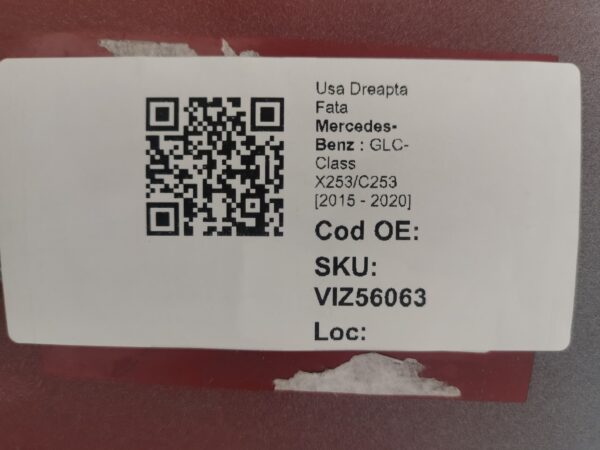 Usa Dreapta
Fata
Mercedes-
Benz : GLC-
Class
X253/C253
[2015 - 2020]
Cod OE:
SKU:
VIZ56063
Loc: